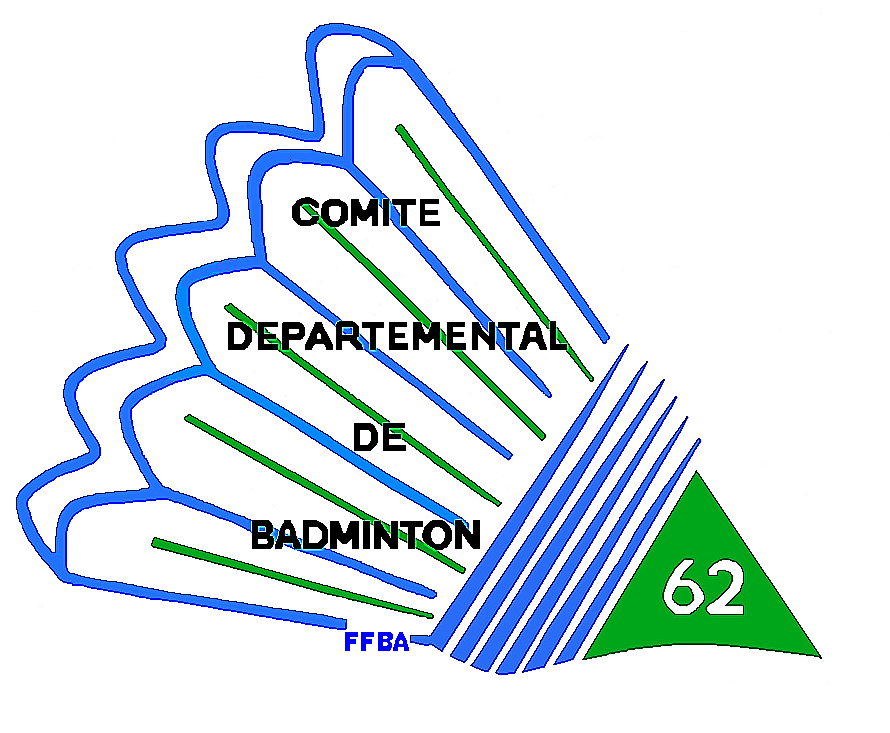 COMITE
DEPARTEMENTAL
DE
BADMINTON
62
FFBA